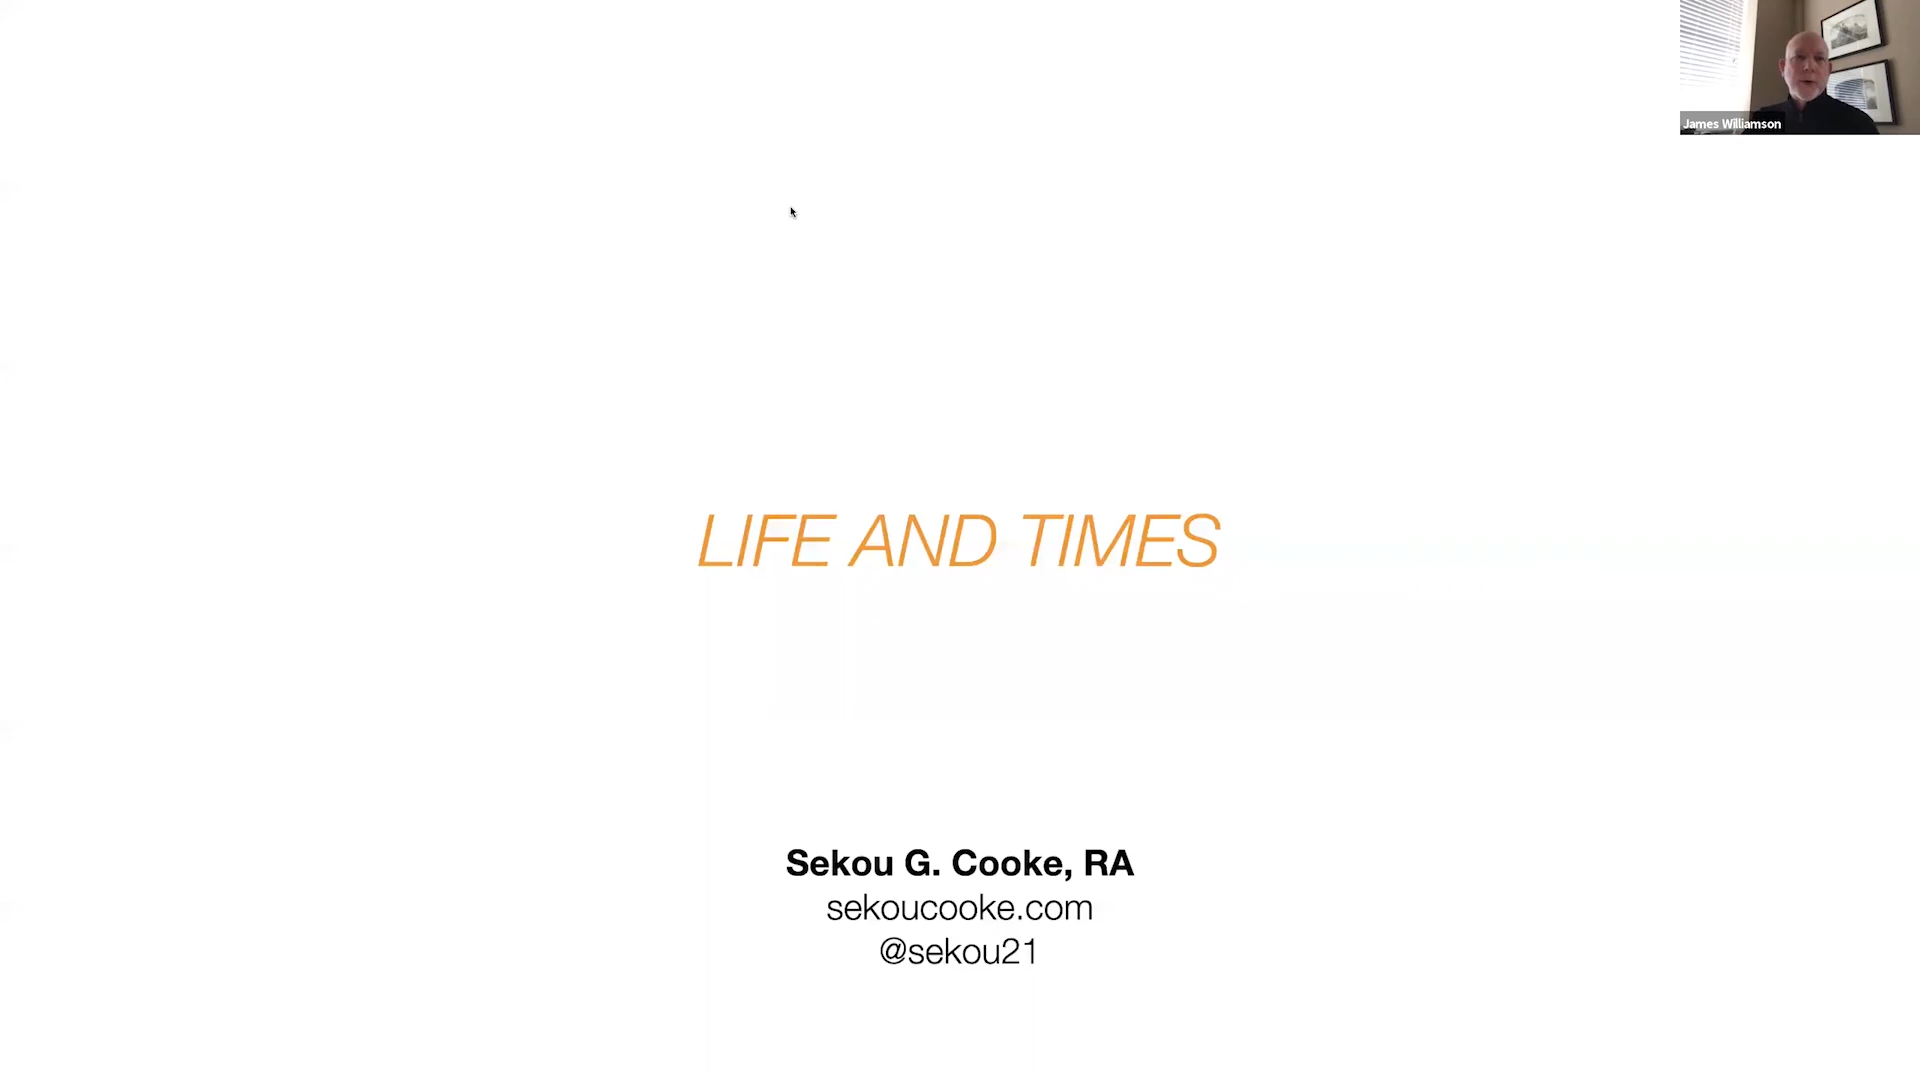 James Williamson
LIFE AND TIMES
Sekou G. Cooke, RA
sekoucooke.com
@sekou21